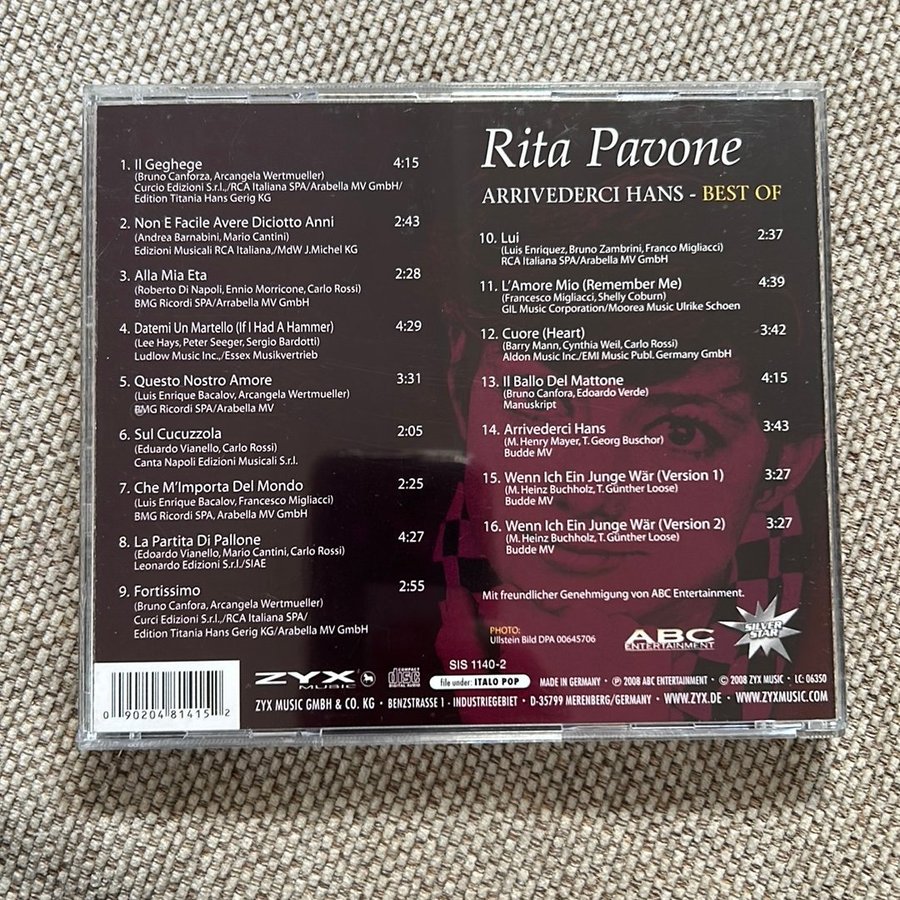 Rita Pavone
ARRIVEDERCI HANS - BEST OF
1. Il Geghege 4:15
(Bruno Canforza, Arcangela Wertmueller)
Curcio Edizioni S.r.l.,/RCA Italiana SPA/Arabella MV GmbH/
Edition Titania Hans Gerig KG
2. Non E Facile Avere Diciotto Anni 2:43
(Andrea Barnabini, Mario Cantini)
Edizioni Musicali RCA Italiana,/MdW J.Michel KG
3. Alla Mia Eta 2:28
(Roberto Di Napoli, Ennio Morricone, Carlo Rossi)
BMG Ricordi SPA/Arrabella MV GmbH)
4. Datemi Un Martello (If I Had A Hammer) 4:29
(Lee Hays, Peter Seeger, Sergio Bardotti)
Ludlow Music Inc.,/Essex Musikvertrieb
5. Questo Nostro Amore 3:31
(Luis Enrique Bacalov, Arcangela Wertmueller)
BMG Ricordi SPA/Arabella MV
6. Sul Cucuzzola 2:05
(Eduardo Vianello, Carlo Rossi)
Canta Napoli Edizioni Musicali S.r.l.
7. Che M'Importa Del Mondo 2:25
(Luis Enrique Bacalov, Francesco Migliacci)
BMG Ricordi SPA, Arabella MV GmbH)
8. La Partita Di Pallone 4:27
(Edoardo Vianello, Mario Cantini, Carlo Rossi)
Leonardo Edizioni S.r.l./SIAE
9. Fortissimo 2:55
(Bruno Canfora, Arcangela Wertmueller)
Curci Edizioni S.r.l./RCA Italiana SPA/
Edition Titania Hans Gerig KG/Arabella MV GmbH
10. Lui 2:37
(Luis Enriquez, Bruno Zambrini, Franco Migliacci)
RCA Italiana SPA/Arabella MV GmbH
11. L'Amore Mio (Remember Me) 4:39
(Francesco Migliacci, Shelly Coburn)
GIL Music Corporation/Moorea Music Ulrike Schoen
12. Cuore (Heart) 3:42
(Barry Mann, Cynthia Weil, Carlo Rossi)
Aldon Music Inc./EMI Music Publ. Germany GmbH
13. Il Ballo Del Mattone 4:15
(Bruno Canfora, Edoardo Verde)
Manuskript
14. Arrivederci Hans 3:43
(M. Henry Mayer, T. Georg Buschor)
Budde MV
15. Wenn Ich Ein Junge Wär (Version 1) 3:27
(M. Heinz Buchholz, T. Günther Loose)
Budde MV
16. Wenn Ich Ein Junge Wär (Version 2) 3:27
(M. Heinz Buchholz, T. Günther Loose)
Budde MV
Mit freundlicher Genehmigung von ABC Entertainment.
PHOTO:
Ullstein Bild DPA 00645706
ABC
ENTERTAINMENT
SILVER
STAR
0 90204 81415 2
ZYX
MUSIC
COMPACT
disc
DIGITAL AUDIO
SIS 1140-2
file under: ITALO POP
MADE IN GERMANY • ℗ 2008 ABC ENTERTAINMENT • © 2008 ZYX MUSIC • LC: 06350
ZYX MUSIC GMBH & CO. KG • BENZSTRASSE 1 - INDUSTRIEGEBIET • D-35799 MERENBERG/GERMANY • WWW.ZYX.DE • WWW.ZYXMUSIC.COM